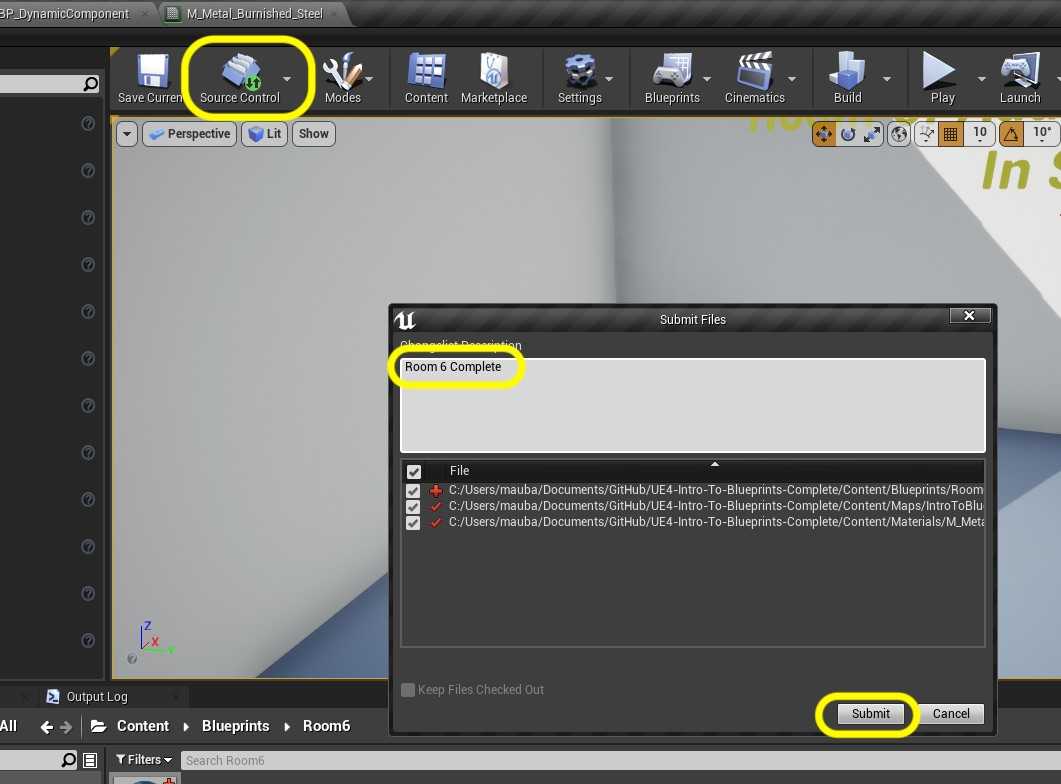 BP_DynamicComponent
M_Metal_Burnished_Steel
Save Curren
Source Control
Modes
Content
Marketplace
Settings
Blueprints
Cinematics
Build
Play
Launch
Perspective
Lit
Show
10
10°
In S
Submit Files
Changelist Description
Room 6 Complete
File
C:/Users/mauba/Documents/GitHub/UE4-Intro-To-Blueprints-Complete/Content/Blueprints/Room
C:/Users/mauba/Documents/GitHub/UE4-Intro-To-Blueprints-Complete/Content/Maps/IntroToBlu
C:/Users/mauba/Documents/GitHub/UE4-Intro-To-Blueprints-Complete/Content/Materials/M_Meta
Z
X
Y
Keep Files Checked Out
Submit
Cancel
Output Log
All
Content
Blueprints
Room6
Filters
Search Room6